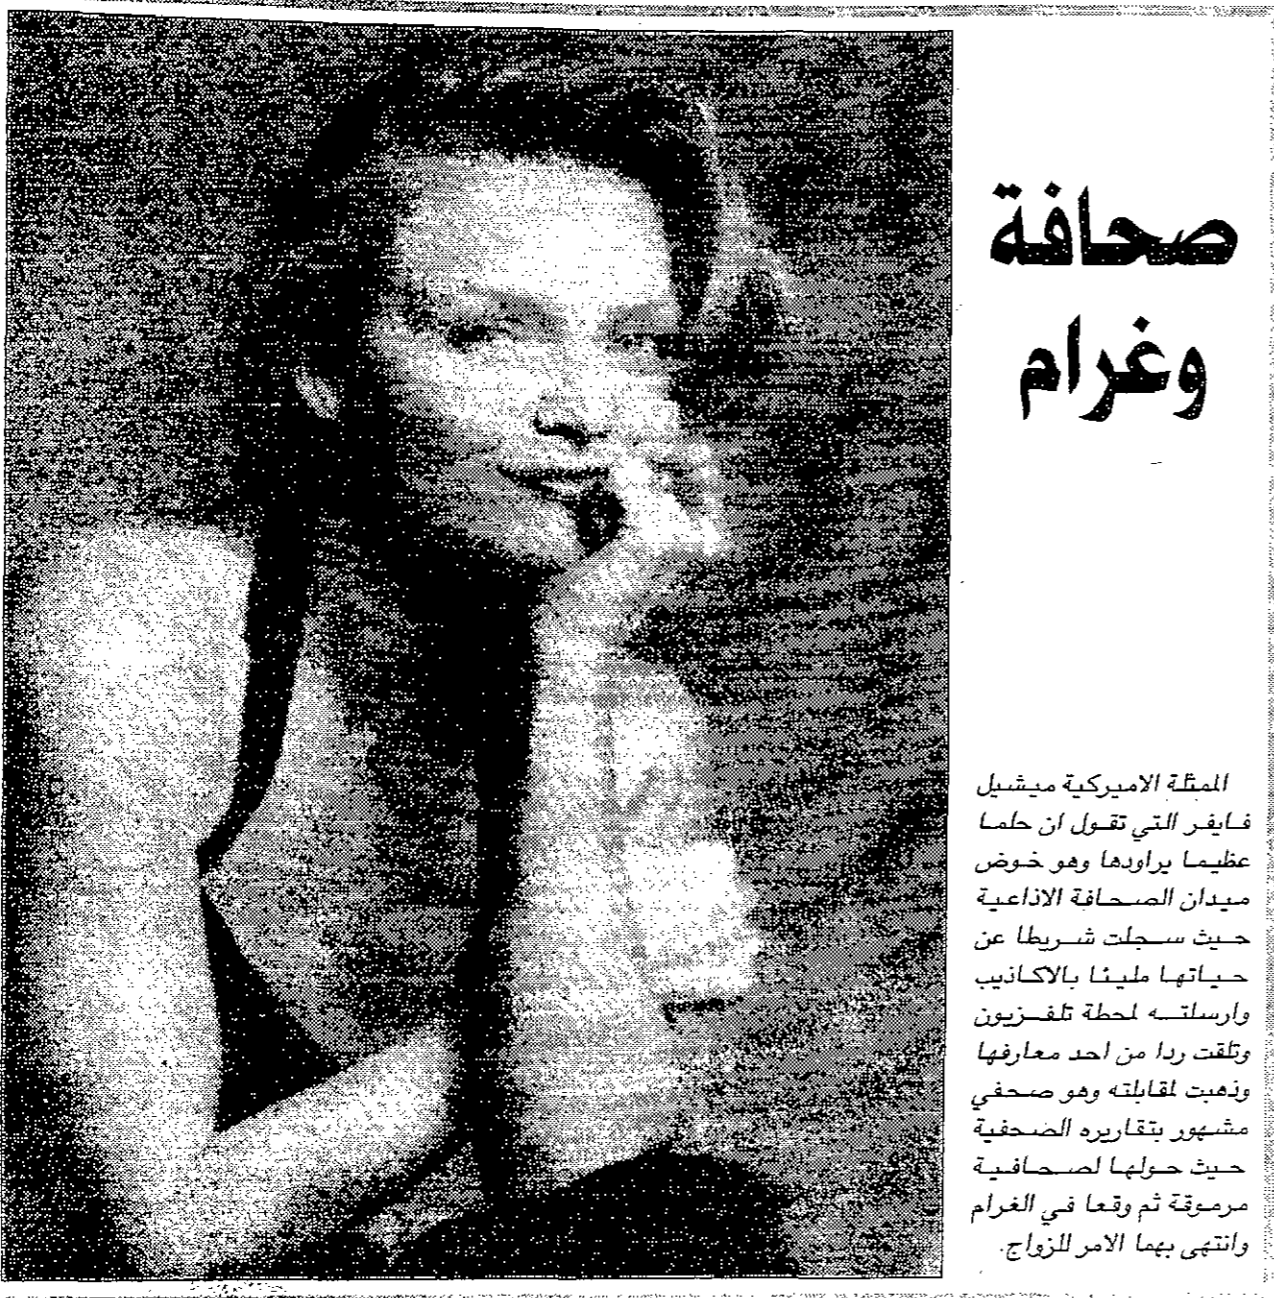 صحافة
وغرام
الممثلة الاميركية ميشيل
فايفر التي تقول ان حلما
عظيما يراودها وهو خوض
ميدان الصحافة الاذاعية
حيث سجلت شريطا عن
حياتها مليئا بالاكاذيب
وارسلته لمحطة تلفزيون
وتلقت ردا من احد معارفها
وذهبت لمقابلته وهو صحفي
مشهور بتقاريره الصحفية
حيث حولها لصحافية
مرموقة ثم وقعا في الغرام
وانتهى بهما الامر للزواج.